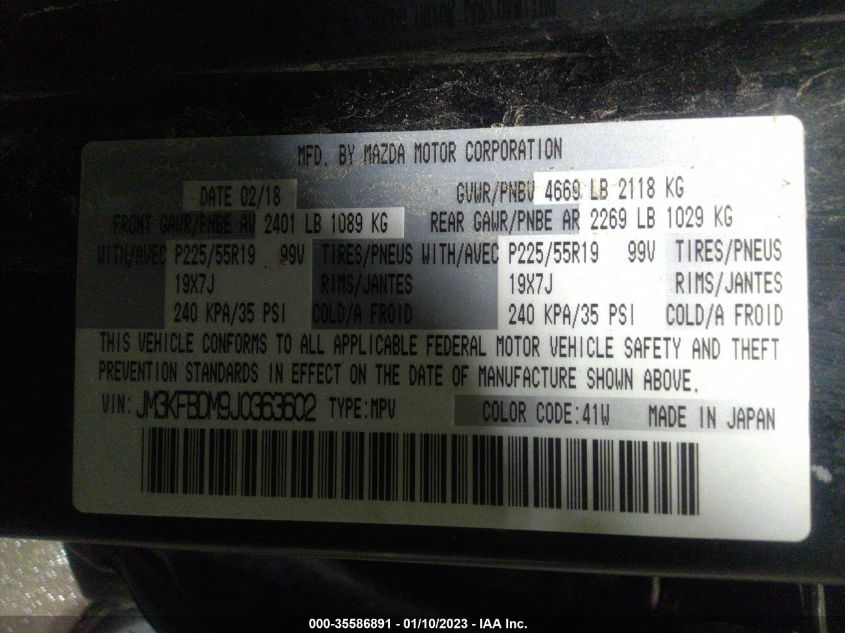 MFD. BY MAZDA MOTOR CORPORATION
DATE 02/18 GVWR/PNBV 4669 LB 2118 KG
FRONT GAWR/PNBE AV 2401 LB 1089 KG REAR GAWR/PNBE AR 2269 LB 1029 KG
WITH/AVEC P225/55R19 99V TIRES/PNEUS WITH/AVEC P225/55R19 99V TIRES/PNEUS
19X7J RIMS/JANTES 19X7J RIMS/JANTES
240 KPA/35 PSI COLD/A FROID 240 KPA/35 PSI COLD/A FROID
THIS VEHICLE CONFORMS TO ALL APPLICABLE FEDERAL MOTOR VEHICLE SAFETY AND THEFT
PREVENTION STANDARDS IN EFFECT ON THE DATE OF MANUFACTURE SHOWN ABOVE.
VIN: JM3KFBDM9J0363602 TYPE:MPV COLOR CODE:41W MADE IN JAPAN
000-35586891 - 01/10/2023 - IAA Inc.